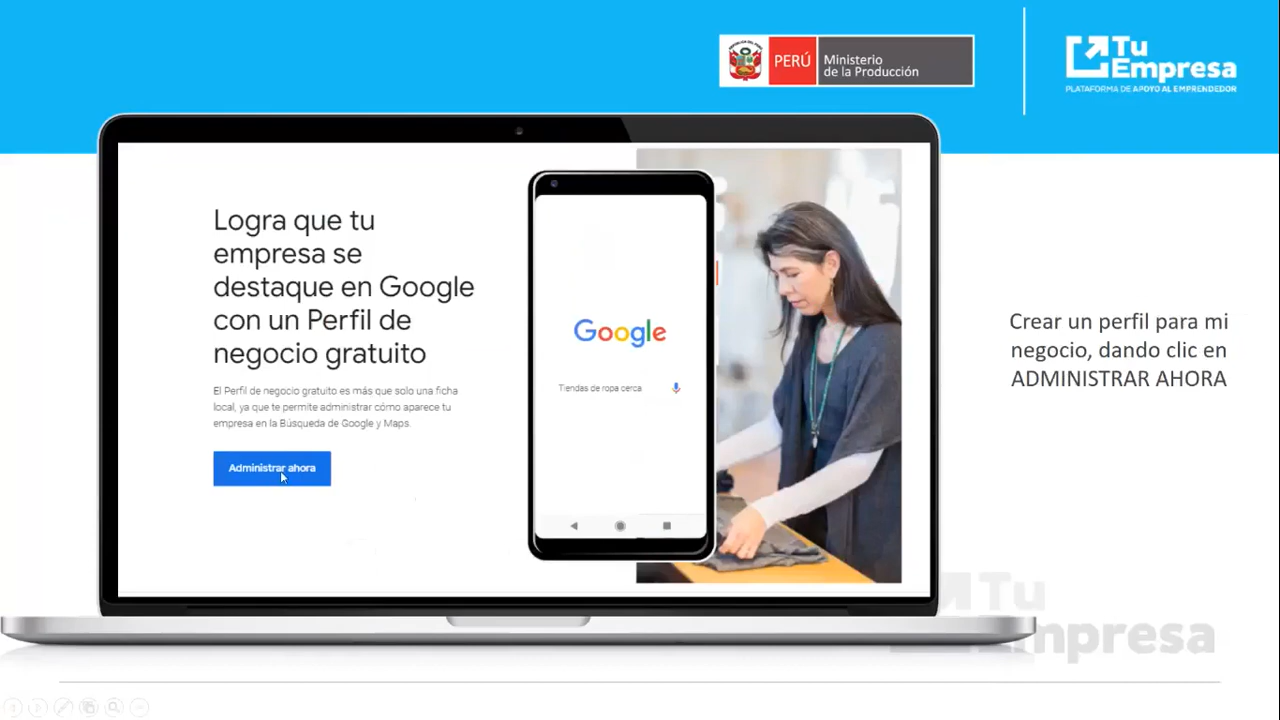 PERÚ
Ministerio
de la Producción
Tu
Empresa
PLATAFORMA DE APOYO AL EMPRENDEDOR
Logra que tu
empresa se
destaque en Google
con un Perfil de
negocio gratuito
El Perfil de negocio gratuito es más que solo una ficha
local, ya que te permite administrar cómo aparece tu
empresa en la Búsqueda de Google y Maps.
Administrar ahora
Google
Tiendas de ropa cerca
Crear un perfil para mi
negocio, dando clic en
ADMINISTRAR AHORA
Tu
Empresa